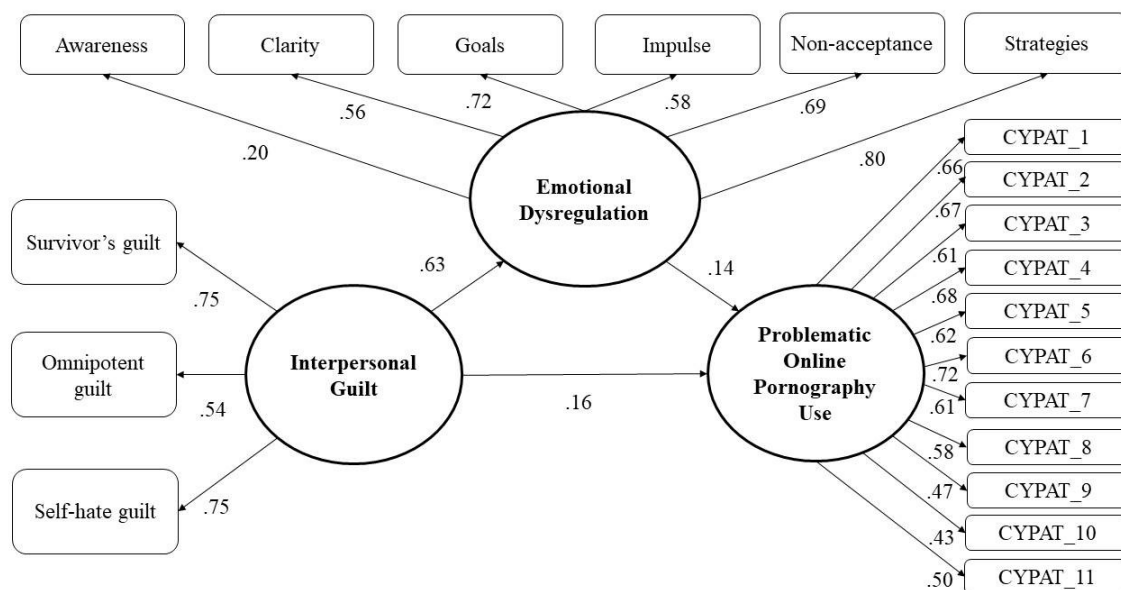 Awareness
Clarity
Goals
Impulse
Non-acceptance
Strategies
.20
.56
.72
.58
.69
.80
Emotional
Dysregulation
Survivor’s guilt
Omnipotent
guilt
Self-hate guilt
.75
.54
.75
Interpersonal
Guilt
.63
.14
.16
Problematic
Online
Pornography
Use
.66
.67
.61
.68
.62
.72
.61
.58
.47
.43
.50
CYPAT_1
CYPAT_2
CYPAT_3
CYPAT_4
CYPAT_5
CYPAT_6
CYPAT_7
CYPAT_8
CYPAT_9
CYPAT_10
CYPAT_11